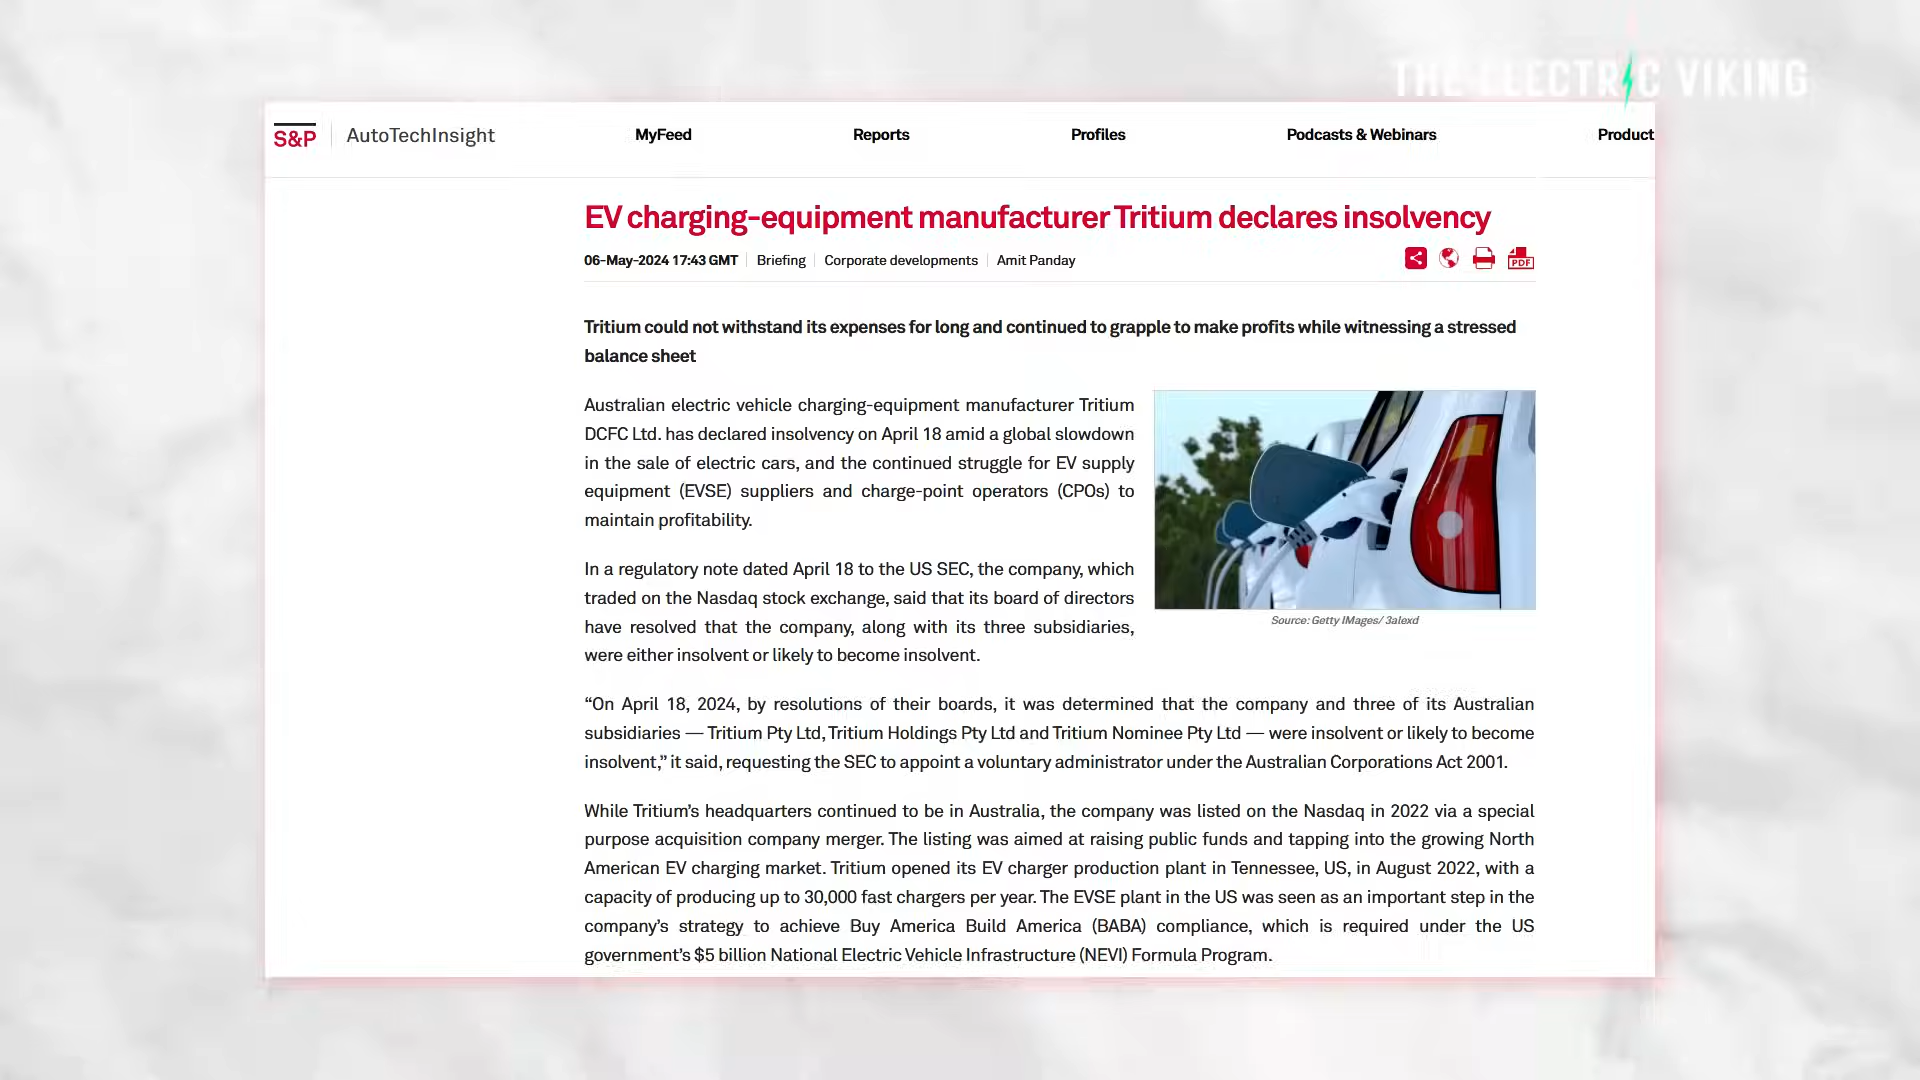 THE ELECTRIC VIKING
S&P AutoTechInsight MyFeed Reports Profiles Podcasts & Webinars Product
EV charging-equipment manufacturer Tritium declares insolvency
06-May-2024 17:43 GMT Briefing Corporate developments Amit Panday
PDF
Tritium could not withstand its expenses for long and continued to grapple to make profits while witnessing a stressed
balance sheet
Australian electric vehicle charging-equipment manufacturer Tritium
DCFC Ltd. has declared insolvency on April 18 amid a global slowdown
in the sale of electric cars, and the continued struggle for EV supply
equipment (EVSE) suppliers and charge-point operators (CPOs) to
maintain profitability.
In a regulatory note dated April 18 to the US SEC, the company, which
traded on the Nasdaq stock exchange, said that its board of directors
have resolved that the company, along with its three subsidiaries,
were either insolvent or likely to become insolvent.
Source: Getty IMages/ 3alexd
“On April 18, 2024, by resolutions of their boards, it was determined that the company and three of its Australian
subsidiaries — Tritium Pty Ltd, Tritium Holdings Pty Ltd and Tritium Nominee Pty Ltd — were insolvent or likely to become
insolvent,” it said, requesting the SEC to appoint a voluntary administrator under the Australian Corporations Act 2001.
While Tritium’s headquarters continued to be in Australia, the company was listed on the Nasdaq in 2022 via a special
purpose acquisition company merger. The listing was aimed at raising public funds and tapping into the growing North
American EV charging market. Tritium opened its EV charger production plant in Tennessee, US, in August 2022, with a
capacity of producing up to 30,000 fast chargers per year. The EVSE plant in the US was seen as an important step in the
company’s strategy to achieve Buy America Build America (BABA) compliance, which is required under the US
government’s $5 billion National Electric Vehicle Infrastructure (NEVI) Formula Program.